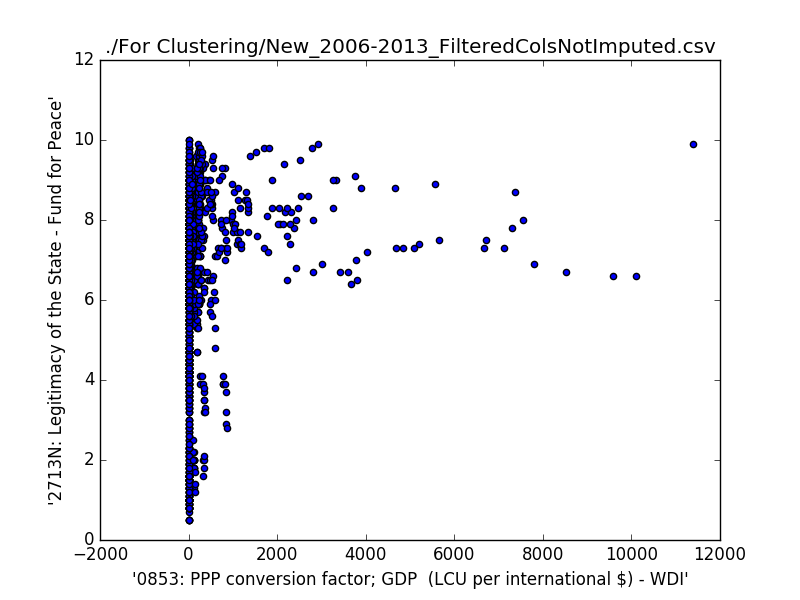 ./For Clustering/New_2006-2013_FilteredColsNotImputed.csv
12
10
8
6
4
2
0
'2713N: Legitimacy of the State - Fund for Peace'
−2000 0 2000 4000 6000 8000 10000 12000
'0853: PPP conversion factor; GDP  (LCU per international $) - WDI'